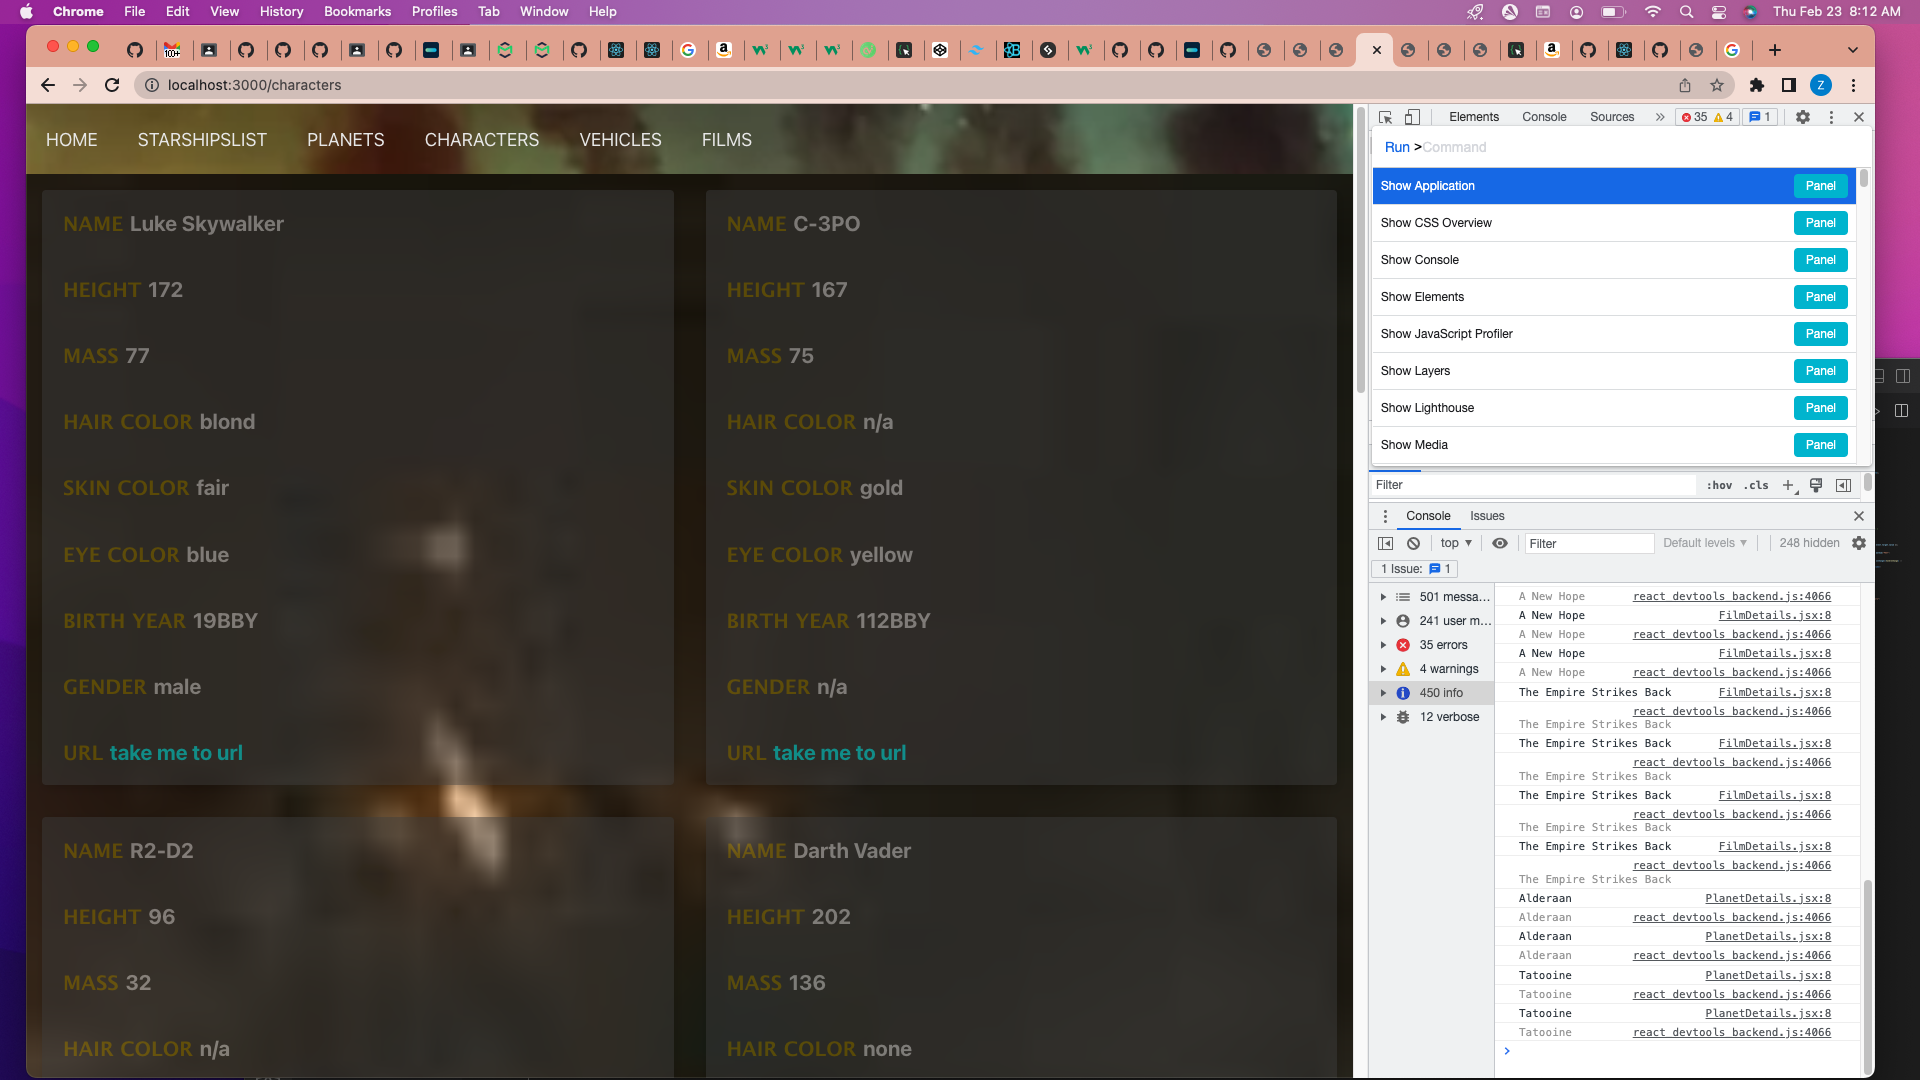 Chrome File Edit View History Bookmarks Profiles Tab Window Help Thu Feb 23 8:12 AM
100+
localhost:3000/characters Z
HOME STARSHIPSLIST PLANETS CHARACTERS VEHICLES FILMS
NAME Luke Skywalker
HEIGHT 172
MASS 77
HAIR COLOR blond
SKIN COLOR fair
EYE COLOR blue
BIRTH YEAR 19BBY
GENDER male
URL take me to url
NAME C-3PO
HEIGHT 167
MASS 75
HAIR COLOR n/a
SKIN COLOR gold
EYE COLOR yellow
BIRTH YEAR 112BBY
GENDER n/a
URL take me to url
NAME R2-D2
HEIGHT 96
MASS 32
HAIR COLOR n/a
NAME Darth Vader
HEIGHT 202
MASS 136
HAIR COLOR none
Elements Console Sources » 35 4 1
Run >Command
Show Application Panel
Show CSS Overview Panel
Show Console Panel
Show Elements Panel
Show JavaScript Profiler Panel
Show Layers Panel
Show Lighthouse Panel
Show Media Panel
Filter :hov .cls
Console Issues
top Filter Default levels 248 hidden
1 Issue: 1
501 messa...
241 user m...
35 errors
4 warnings
450 info
12 verbose
A New Hope react_devtools_backend.js:4066
A New Hope FilmDetails.jsx:8
A New Hope react_devtools_backend.js:4066
A New Hope FilmDetails.jsx:8
A New Hope react_devtools_backend.js:4066
The Empire Strikes Back FilmDetails.jsx:8
react_devtools_backend.js:4066
The Empire Strikes Back
The Empire Strikes Back FilmDetails.jsx:8
react_devtools_backend.js:4066
The Empire Strikes Back
The Empire Strikes Back FilmDetails.jsx:8
react_devtools_backend.js:4066
The Empire Strikes Back
The Empire Strikes Back FilmDetails.jsx:8
react_devtools_backend.js:4066
The Empire Strikes Back
Alderaan PlanetDetails.jsx:8
Alderaan react_devtools_backend.js:4066
Alderaan PlanetDetails.jsx:8
Alderaan react_devtools_backend.js:4066
Tatooine PlanetDetails.jsx:8
Tatooine react_devtools_backend.js:4066
Tatooine PlanetDetails.jsx:8
Tatooine react_devtools_backend.js:4066